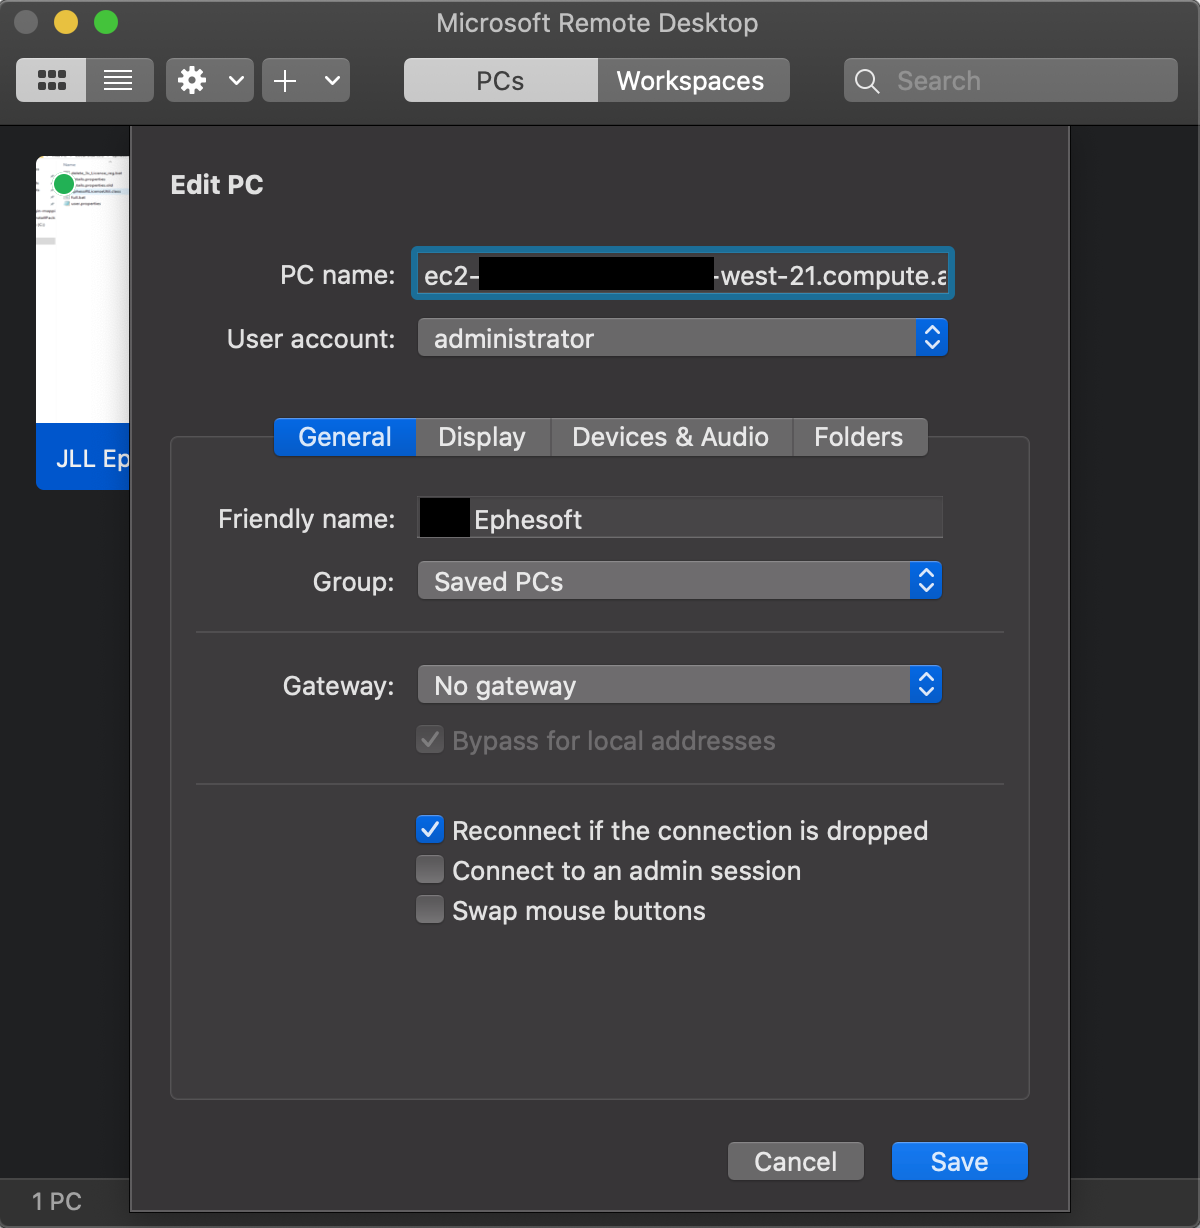 Microsoft Remote Desktop
PCs
Workspaces
Search
Edit PC
PC name:
ec2-
-west-21.compute.a
User account:
administrator
JLL Ep
General
Display
Devices & Audio
Folders
Friendly name:
Ephesoft
Group:
Saved PCs
Gateway:
No gateway
Bypass for local addresses
Reconnect if the connection is dropped
Connect to an admin session
Swap mouse buttons
Cancel
Save
1 PC